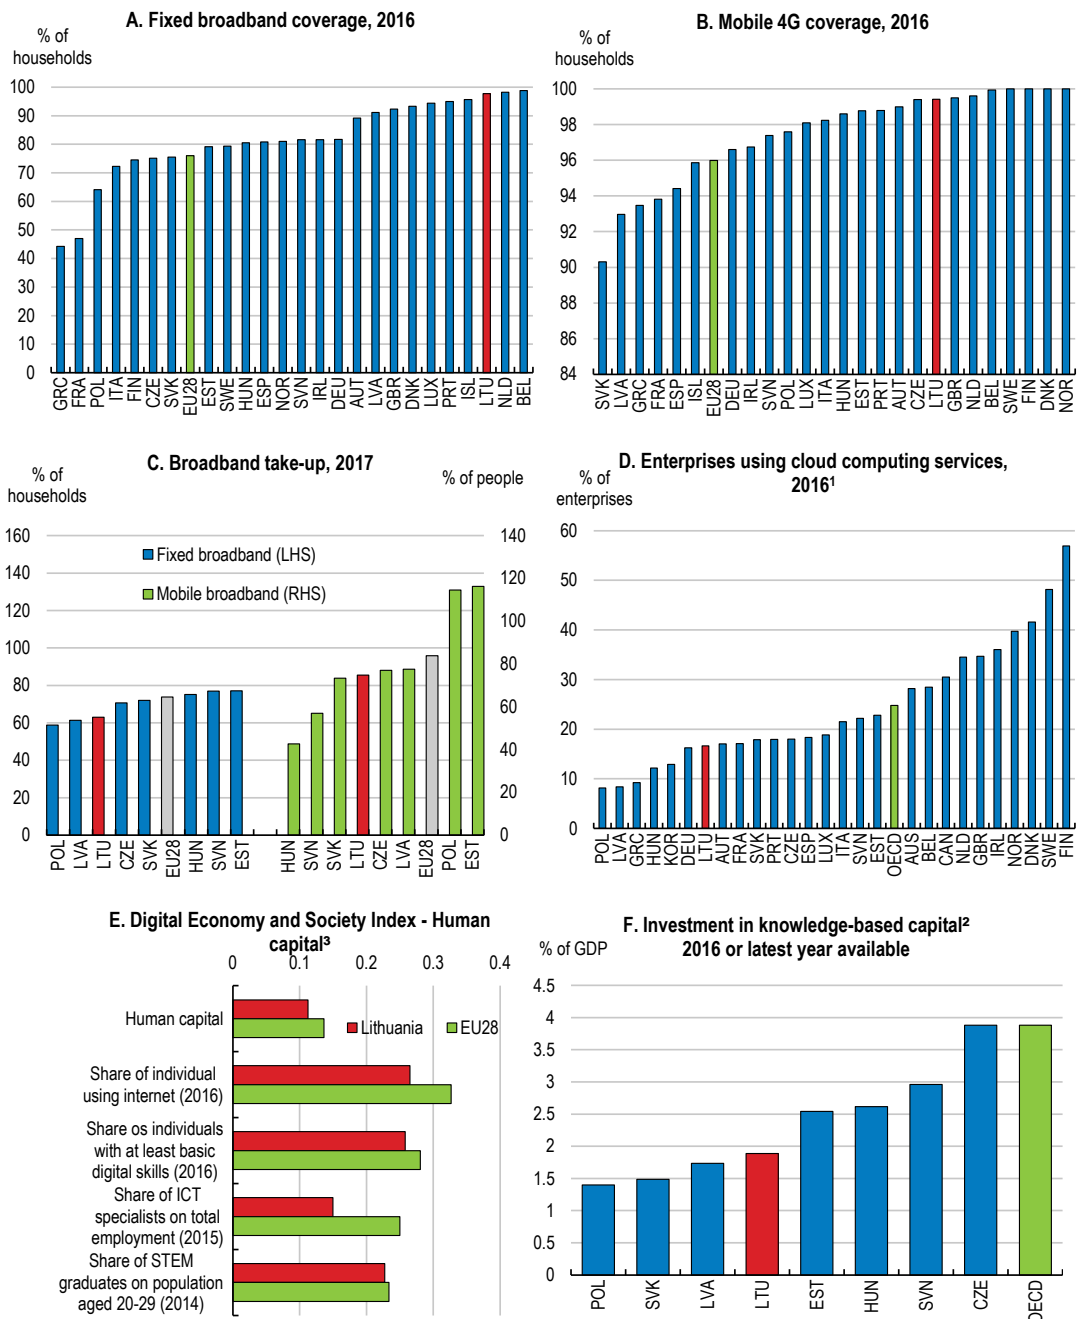 A. Fixed broadband coverage, 2016
% of
households
100
90
80
70
60
50
40
30
20
10
0
GRC FRA POL ITA FIN CZE SVK EU28 EST SWE HUN ESP NOR SVN IRL DEU AUT LVA GBR DNK LUX PRT ISL LTU NLD BEL
B. Mobile 4G coverage, 2016
% of
households
100
98
96
94
92
90
88
86
84
SVK LVA GRC FRA ESP ISL EU28 DEU IRL SVN POL LUX ITA HUN EST PRT AUT CZE LTU GBR NLD BEL SWE FIN DNK NOR
C. Broadband take-up, 2017
% of
households
% of people
160
140
120
100
80
60
40
20
0
140
120
100
80
60
40
20
0
Fixed broadband (LHS)
Mobile broadband (RHS)
POL LVA LTU CZE SVK EU28 HUN SVN EST HUN SVN SVK LTU CZE LVA EU28 POL EST
D. Enterprises using cloud computing services,
2016¹
% of
enterprises
60
50
40
30
20
10
0
POL LVA GRC HUN KOR DEU LTU AUT FRA SVK PRT CZE ESP LUX ITA SVN EST OECD AUS BEL CAN NLD GBR IRL NOR DNK SWE FIN
E. Digital Economy and Society Index - Human
capital³
0 0.1 0.2 0.3 0.4
Lithuania EU28
Human capital
Share of individual
using internet (2016)
Share os individuals
with at least basic
digital skills (2016)
Share of ICT
specialists on total
employment (2015)
Share of STEM
graduates on population
aged 20-29 (2014)
F. Investment in knowledge-based capital²
2016 or latest year available
% of GDP
4.5
4
3.5
3
2.5
2
1.5
1
0.5
0
POL SVK LVA LTU EST HUN SVN CZE OECD